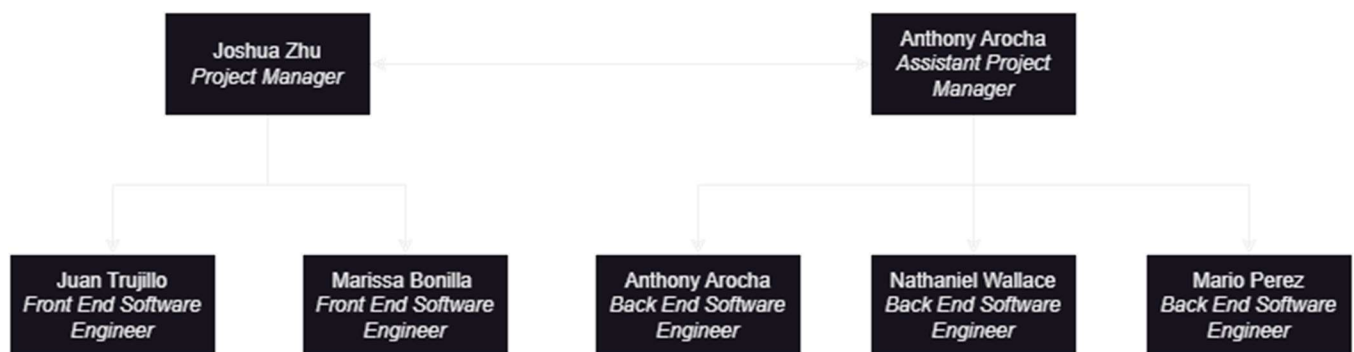 Joshua Zhu
Project Manager
Anthony Arocha
Assistant Project
Manager
Juan Trujillo
Front End Software
Engineer
Marissa Bonilla
Front End Software
Engineer
Anthony Arocha
Back End Software
Engineer
Nathaniel Wallace
Back End Software
Engineer
Mario Perez
Back End Software
Engineer